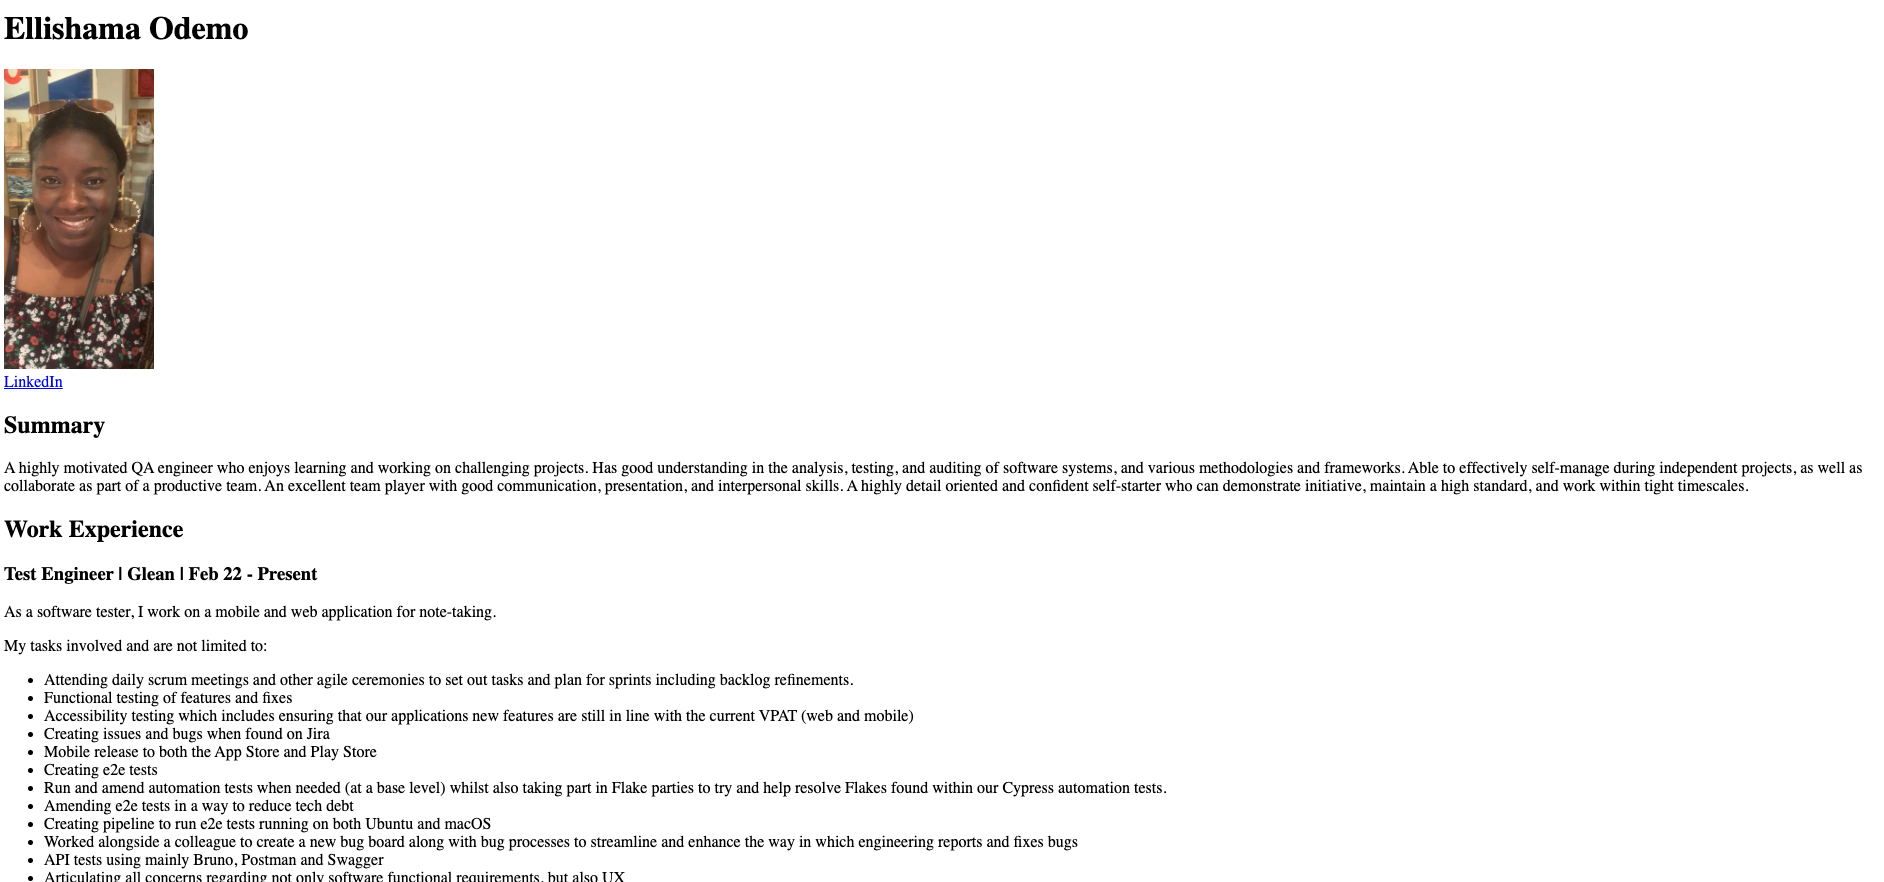 Ellishama Odemo
LinkedIn
Summary
A highly motivated QA engineer who enjoys learning and working on challenging projects. Has good understanding in the analysis, testing, and auditing of software systems, and various methodologies and frameworks. Able to effectively self-manage during independent projects, as well as
collaborate as part of a productive team. An excellent team player with good communication, presentation, and interpersonal skills. A highly detail oriented and confident self-starter who can demonstrate initiative, maintain a high standard, and work within tight timescales.
Work Experience
Test Engineer | Glean | Feb 22 - Present
As a software tester, I work on a mobile and web application for note-taking.
My tasks involved and are not limited to:
• Attending daily scrum meetings and other agile ceremonies to set out tasks and plan for sprints including backlog refinements.
• Functional testing of features and fixes
• Accessibility testing which includes ensuring that our applications new features are still in line with the current VPAT (web and mobile)
• Creating issues and bugs when found on Jira
• Mobile release to both the App Store and Play Store
• Creating e2e tests
• Run and amend automation tests when needed (at a base level) whilst also taking part in Flake parties to try and help resolve Flakes found within our Cypress automation tests.
• Amending e2e tests in a way to reduce tech debt
• Creating pipeline to run e2e tests running on both Ubuntu and macOS
• Worked alongside a colleague to create a new bug board along with bug processes to streamline and enhance the way in which engineering reports and fixes bugs
• API tests using mainly Bruno, Postman and Swagger
• Articulating all concerns regarding not only software functional requirements, but also UX